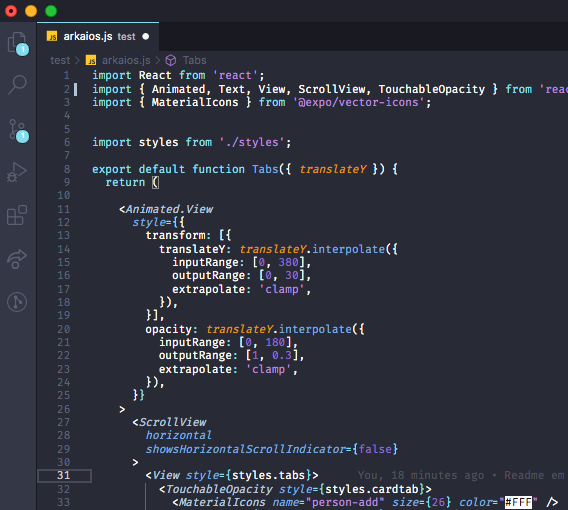 JS arkaios.js test
1
test > JS arkaios.js > Tabs
1 import React from 'react';
2 import { Animated, Text, View, ScrollView, TouchableOpacity } from 'reac
3 import { MaterialIcons } from '@expo/vector-icons';
1
4
5
6 import styles from './styles';
7
8 export default function Tabs({ translateY }) {
9 return (
10
11 <Animated.View
12 style={{
13 transform: [{
14 translateY: translateY.interpolate({
15 inputRange: [0, 380],
16 outputRange: [0, 30],
17 extrapolate: 'clamp',
18 }),
19 }],
20 opacity: translateY.interpolate({
21 inputRange: [0, 180],
22 outputRange: [1, 0.3],
23 extrapolate: 'clamp',
24 }),
25 }}
26 >
27 <ScrollView
28 horizontal
29 showsHorizontalScrollIndicator={false}
30 >
31 <View style={styles.tabs}> You, 18 minutes ago • Readme em
32 <TouchableOpacity style={styles.cardtab}>
33 <MaterialIcons name="person-add" size={26} color="#FFF" />